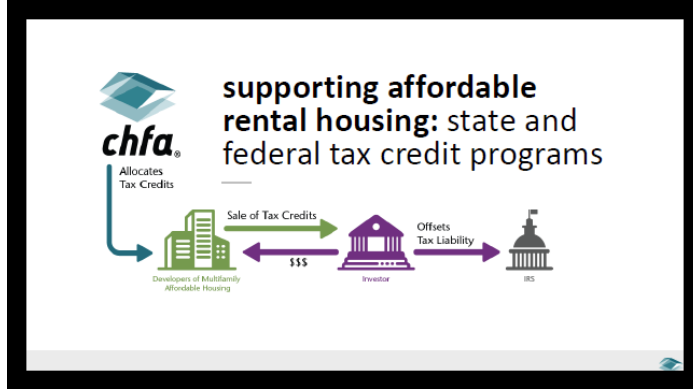 supporting affordable
rental housing: state and
federal tax credit programs
chfa®
Allocates
Tax Credits
Sale of Tax Credits
$$$
Offsets
Tax Liability
Developers of Multifamily
Affordable Housing
Investor
IRS